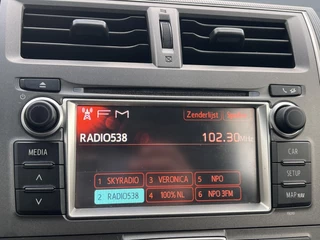 FM
Zenderlijst
RADIO538
102.30MHz
MEDIA
CAR
SETUP
MAP NAV
1 SKYRADIO
3 VERONICA
5 NPO
2 RADIO538
4 100% NL
6 NPO 3FM